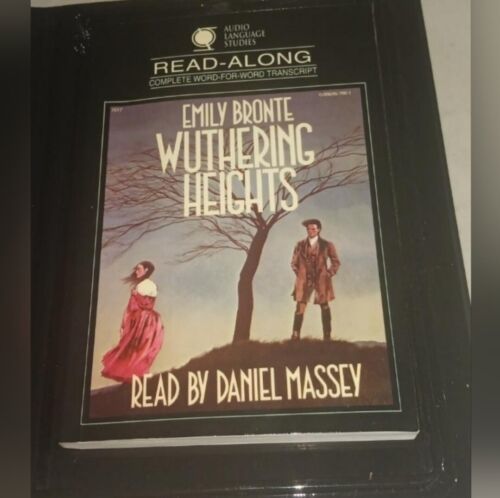 AUDIO
LANGUAGE
STUDIES
READ-ALONG
COMPLETE WORD-FOR-WORD TRANSCRIPT
EMILY BRONTE
WUTHERING
HEIGHTS
READ BY DANIEL MASSEY